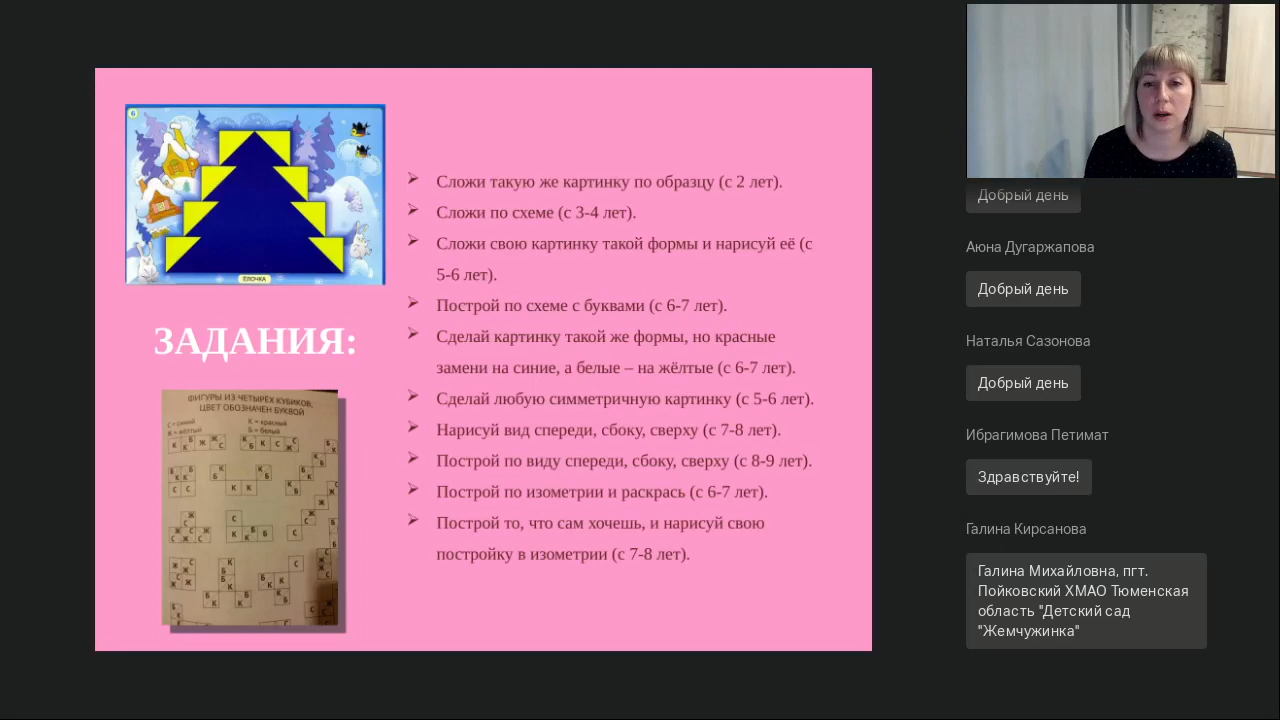 6
ЁЛОЧКА
ЗАДАНИЯ:
ФИГУРЫ ИЗ ЧЕТЫРЁХ КУБИКОВ,
ЦВЕТ ОБОЗНАЧЕН БУКВОЙ
С = синий
К = красный
Ж = жёлтый
Б = белый
Сложи такую же картинку по образцу (с 2 лет).
Сложи по схеме (с 3-4 лет).
Сложи свою картинку такой формы и нарисуй её (с
5-6 лет).
Построй по схеме с буквами (с 6-7 лет).
Сделай картинку такой же формы, но красные
замени на синие, а белые – на жёлтые (с 6-7 лет).
Сделай любую симметричную картинку (с 5-6 лет).
Нарисуй вид спереди, сбоку, сверху (с 7-8 лет).
Построй по виду спереди, сбоку, сверху (с 8-9 лет).
Построй по изометрии и раскрась (с 6-7 лет).
Построй то, что сам хочешь, и нарисуй свою
постройку в изометрии (с 7-8 лет).
Добрый день
Аюна Дугаржапова
Добрый день
Наталья Сазонова
Добрый день
Ибрагимова Петимат
Здравствуйте!
Галина Кирсанова
Галина Михайловна, пгт.
Пойковский ХМАО Тюменская
область "Детский сад
"Жемчужинка"